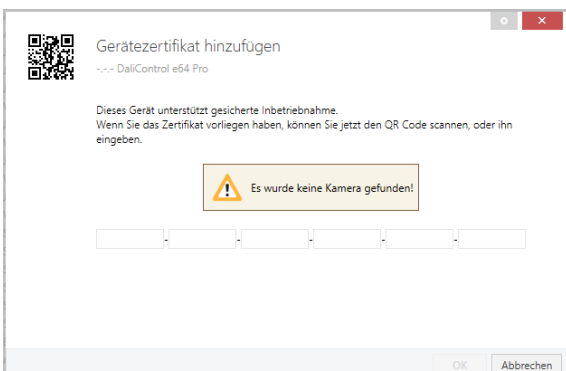 Gerätezertifikat hinzufügen
-.-.- DaliControl e64 Pro
Dieses Gerät unterstützt gesicherte Inbetriebnahme.
Wenn Sie das Zertifikat vorliegen haben, können Sie jetzt den QR Code scannen, oder ihn
eingeben.
Es wurde keine Kamera gefunden!
- - - - -
OK Abbrechen